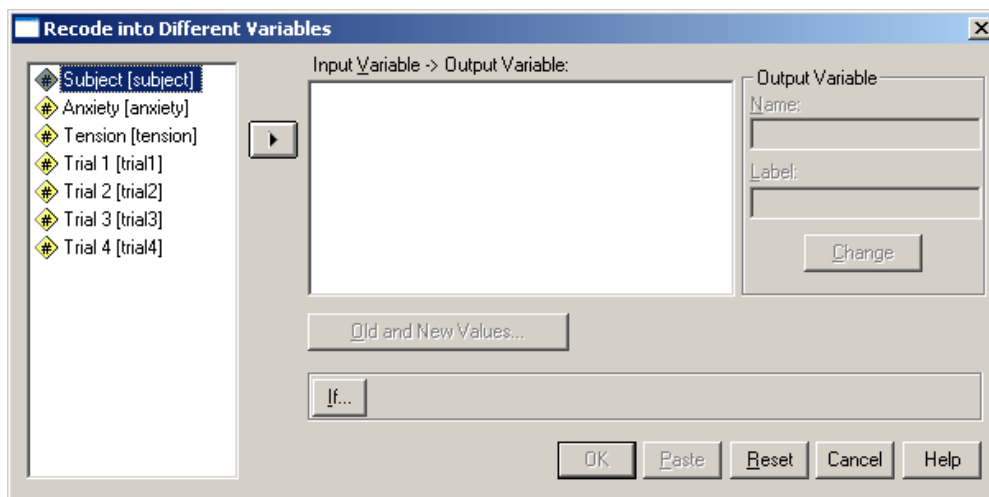 Recode into Different Variables
Subject [subject]
Anxiety [anxiety]
Tension [tension]
Trial 1 [trial1]
Trial 2 [trial2]
Trial 3 [trial3]
Trial 4 [trial4]
Input Variable -> Output Variable:
Output Variable
Name:
Label:
Change
Old and New Values...
If...
OK Paste Reset Cancel Help